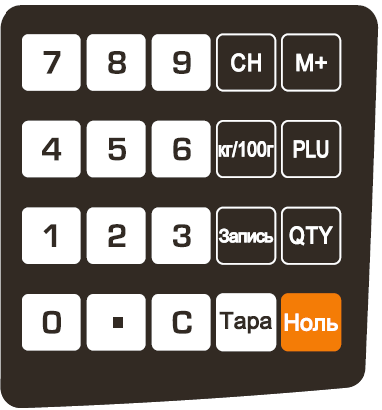 7 8 9 CH M+
4 5 6 кг/100г PLU
1 2 3 Запись QTY
0 . C Тара Ноль